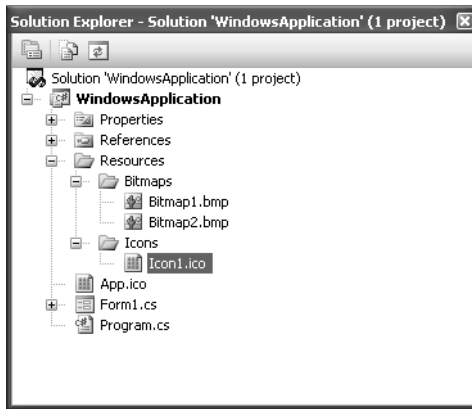 Solution Explorer - Solution 'WindowsApplication' (1 project)
Solution 'WindowsApplication' (1 project)
WindowsApplication
Properties
References
Resources
Bitmaps
Bitmap1.bmp
Bitmap2.bmp
Icons
Icon1.ico
App.ico
Form1.cs
Program.cs